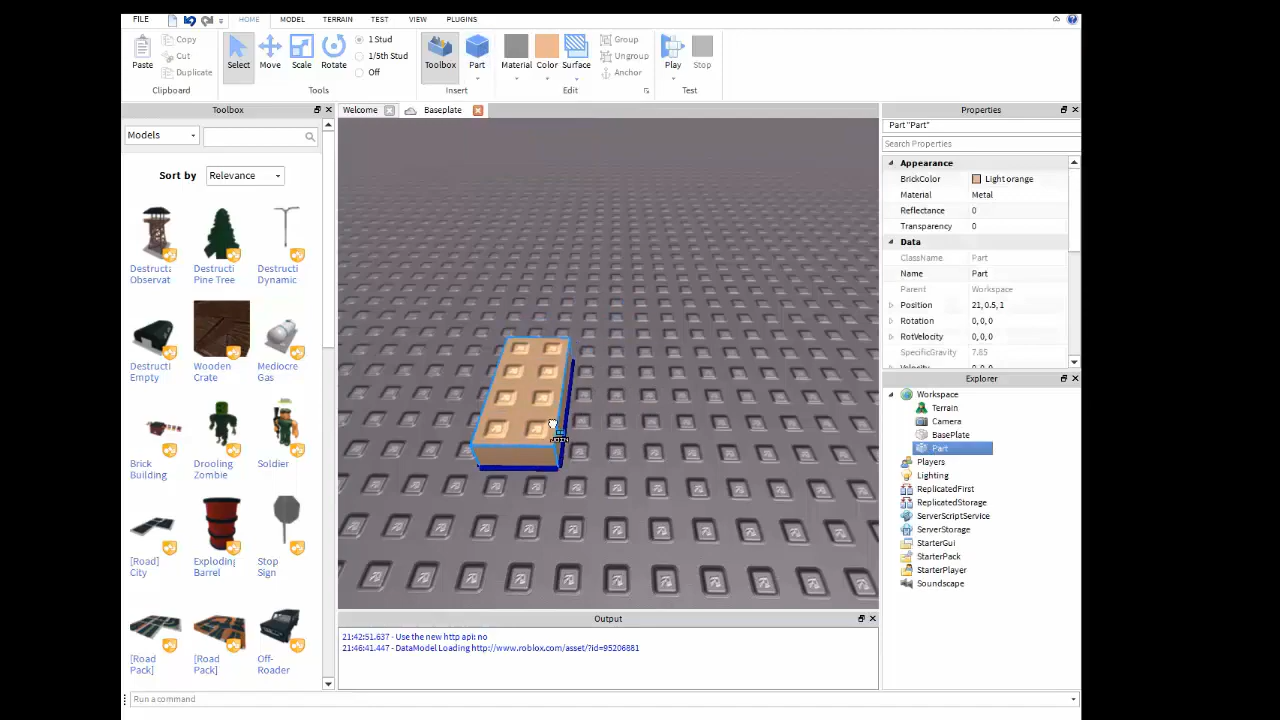 FILE HOME MODEL TERRAIN TEST VIEW PLUGINS
Paste
Copy
Cut
Duplicate
Clipboard
Select Move Scale Rotate
1 Stud
1/5th Stud
Off
Tools
Toolbox Part
Insert
Material Color Surface
Group
Ungroup
Anchor
Edit
Play Stop
Test
Toolbox
Models
Sort by Relevance
Destructi
Observat
Destructi
Pine Tree
Destructi
Dynamic
Destructi
Empty
Wooden
Crate
Mediocre
Gas
Brick
Building
Drooling
Zombie
Soldier
[Road]
City
Exploding
Barrel
Stop
Sign
[Road
Pack]
[Road
Pack]
Off-
Roader
Welcome Baseplate
JOIN
Output
21:42:51.637 - Use the new http api: no
21:46:41.447 - DataModel Loading http://www.roblox.com/asset/?id=95206881
Properties
Part "Part"
Search Properties
Appearance
BrickColor Light orange
Material Metal
Reflectance 0
Transparency 0
Data
ClassName Part
Name Part
Parent Workspace
Position 21, 0.5, 1
Rotation 0, 0, 0
RotVelocity 0, 0, 0
SpecificGravity 7.85
Explorer
Workspace
Terrain
Camera
BasePlate
Part
Players
Lighting
ReplicatedFirst
ReplicatedStorage
ServerScriptService
ServerStorage
StarterGui
StarterPack
StarterPlayer
Soundscape
Run a command